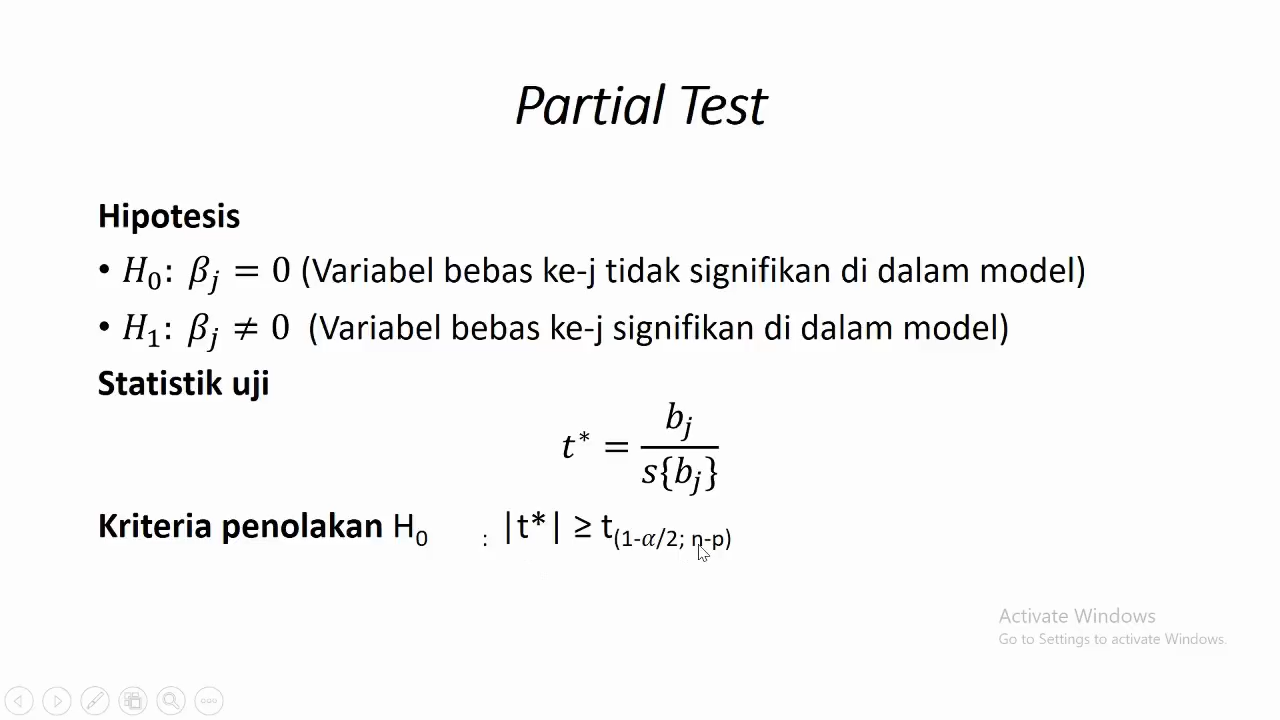 Partial Test
Hipotesis
• H₀: βⱼ = 0 (Variabel bebas ke-j tidak signifikan di dalam model)
• H₁: βⱼ ≠ 0 (Variabel bebas ke-j signifikan di dalam model)
Statistik uji
t* = bⱼ / s{bⱼ}
Kriteria penolakan H₀ : |t*| ≥ t(1-α/2; n-p)
Activate Windows
Go to Settings to activate Windows.